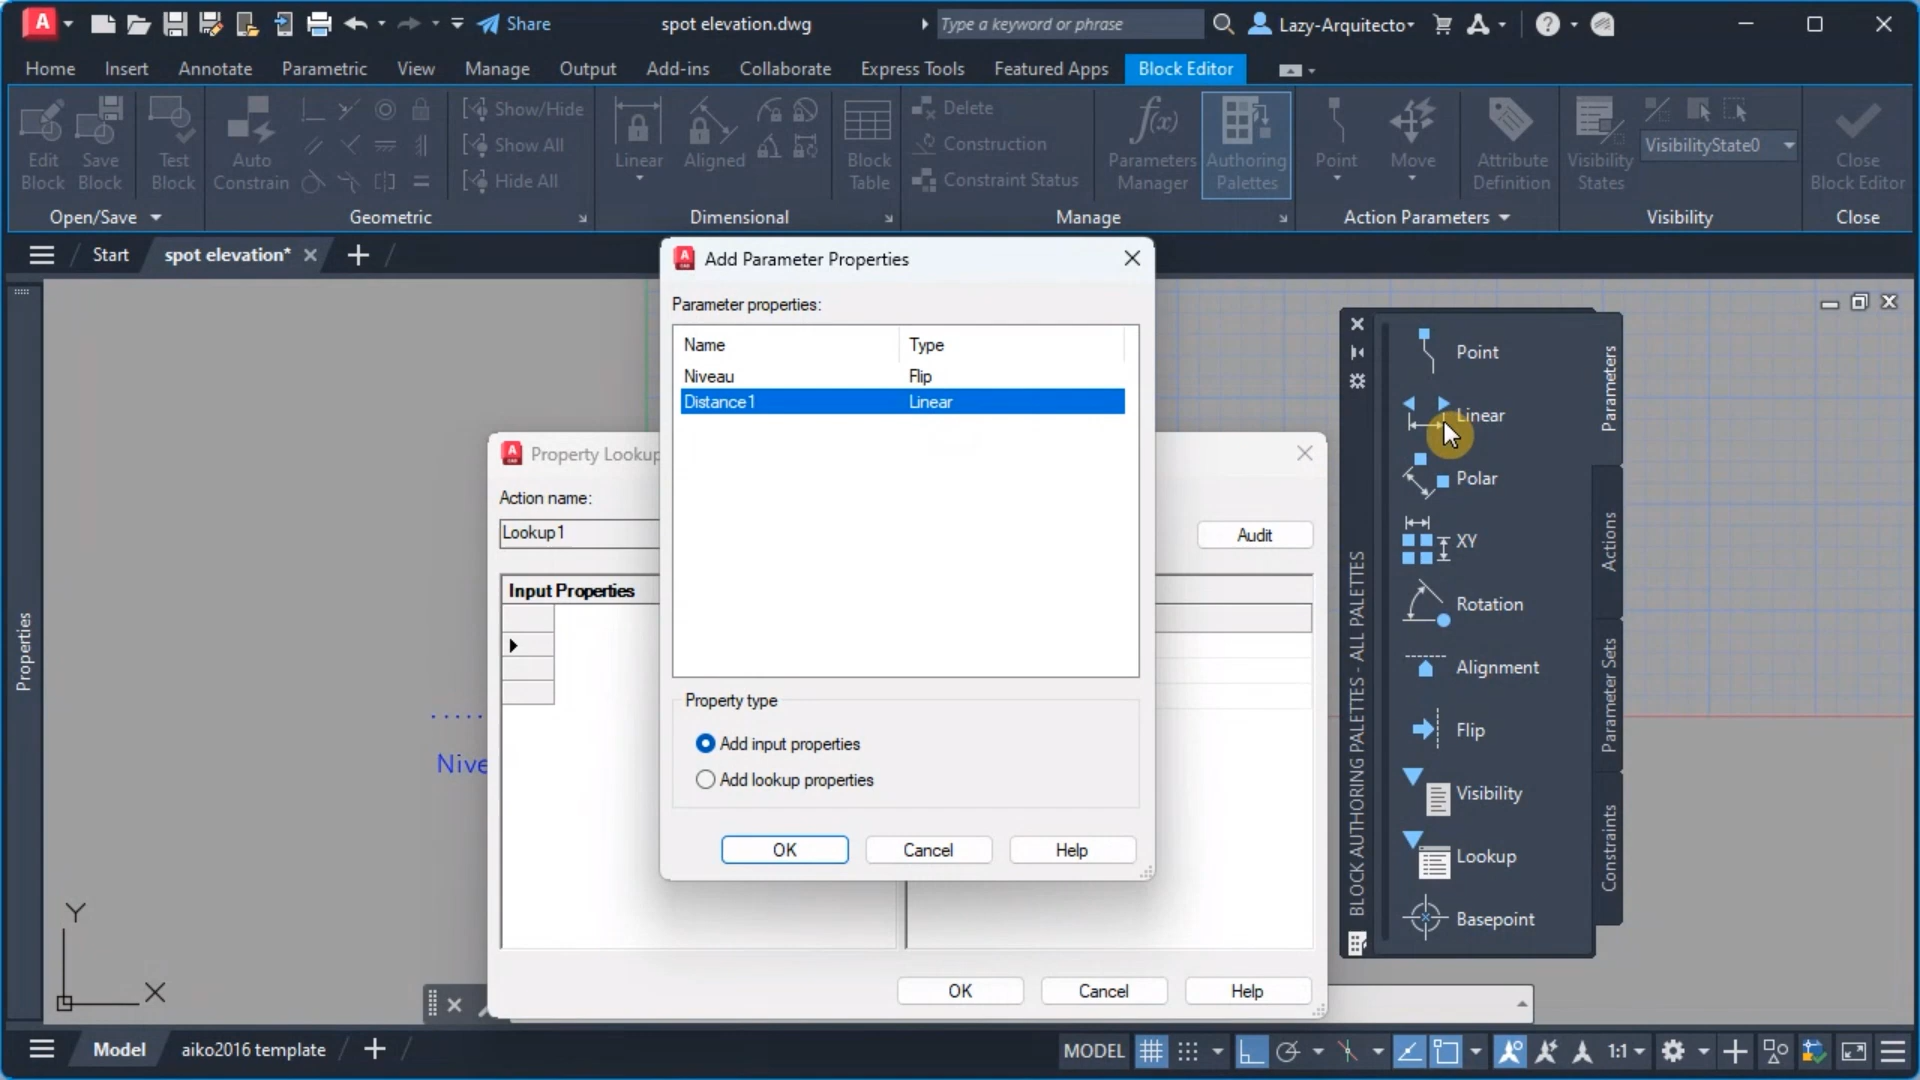 Share
spot elevation.dwg
Type a keyword or phrase
Lazy-Arquitecto
Home
Insert
Annotate
Parametric
View
Manage
Output
Add-ins
Collaborate
Express Tools
Featured Apps
Block Editor
Edit Block
Save Block
Test Block
Auto Constrain
Show/Hide
Show All
Hide All
Linear
Aligned
Block Table
Delete
Construction
Constraint Status
f(x)
Parameters Manager
Authoring Palettes
Point
Move
Attribute Definition
Visibility States
VisibilityState0
Close Block Editor
Open/Save
Geometric
Dimensional
Manage
Action Parameters
Visibility
Close
Start
spot elevation*
Add Parameter Properties
Parameter properties:
Name
Type
Niveau
Flip
Distance1
Linear
Property type
Add input properties
Add lookup properties
OK
Cancel
Help
Property Lookup
Action name:
Lookup1
Audit
Input Properties
OK
Cancel
Help
Properties
Nive
Y
X
Point
Linear
Polar
XY
Rotation
Alignment
Flip
Visibility
Lookup
Basepoint
Parameters
Actions
Parameter Sets
Constraints
BLOCK AUTHORING PALETTES - ALL PALETTES
Model
aiko2016 template
MODEL
1:1